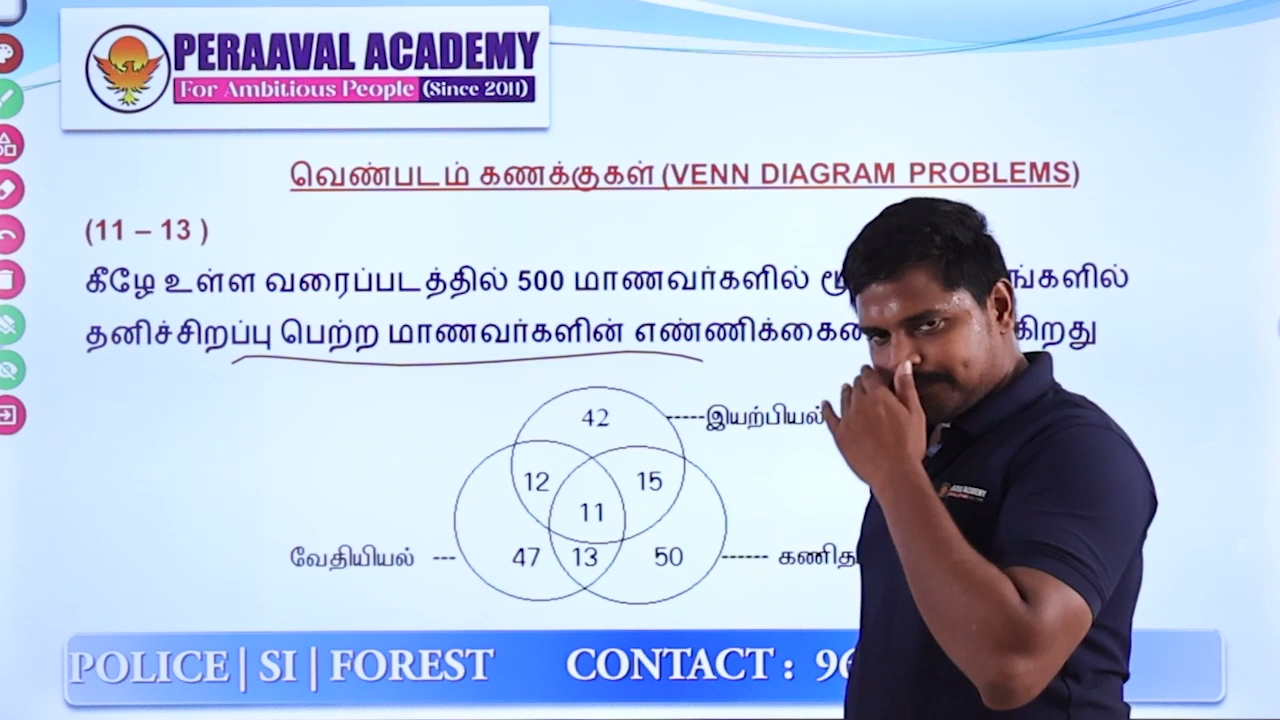 PERAAVAL ACADEMY
For Ambitious People (Since 2011)
வெண்படம் கணக்குகள் (VENN DIAGRAM PROBLEMS)
(11 – 13 )
கீழே உள்ள வரைப்படத்தில் 500 மாணவர்களில்
தனிச்சிறப்பு பெற்ற மாணவர்களின்
42
இயற்பியல்
12
15
11
வேதியியல்
47
13
50
POLICE | SI | FOREST CONTACT :